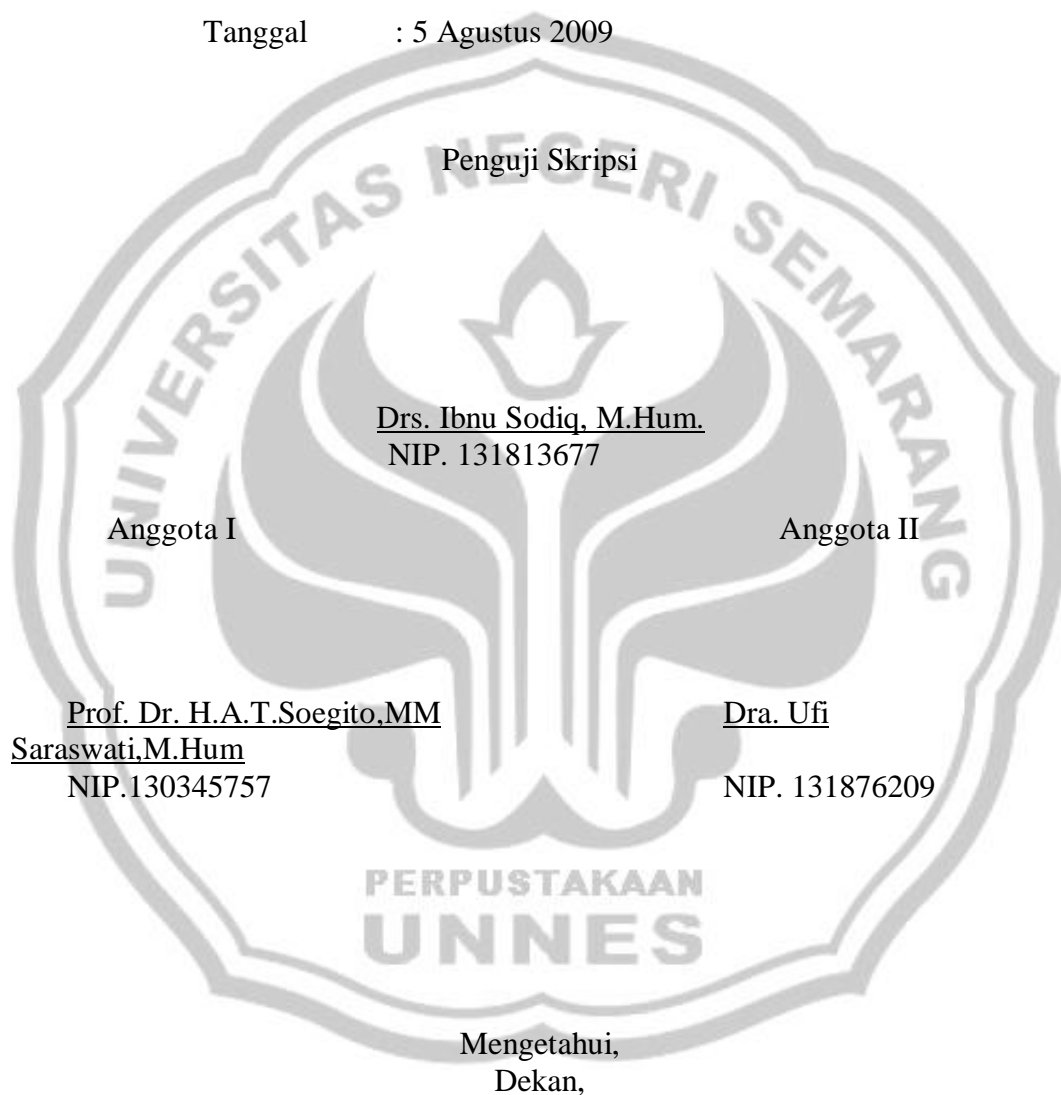 Tanggal : 5 Agustus 2009
Penguji Skripsi
UNIVERSITAS NEGERI SEMARANG
Drs. Ibnu Sodiq, M.Hum.
NIP. 131813677
Anggota I Anggota II
Prof. Dr. H.A.T.Soegito,MM Dra. Ufi
Saraswati,M.Hum
NIP.130345757 NIP. 131876209
PERPUSTAKAAN
UNNES
Mengetahui,
Dekan,